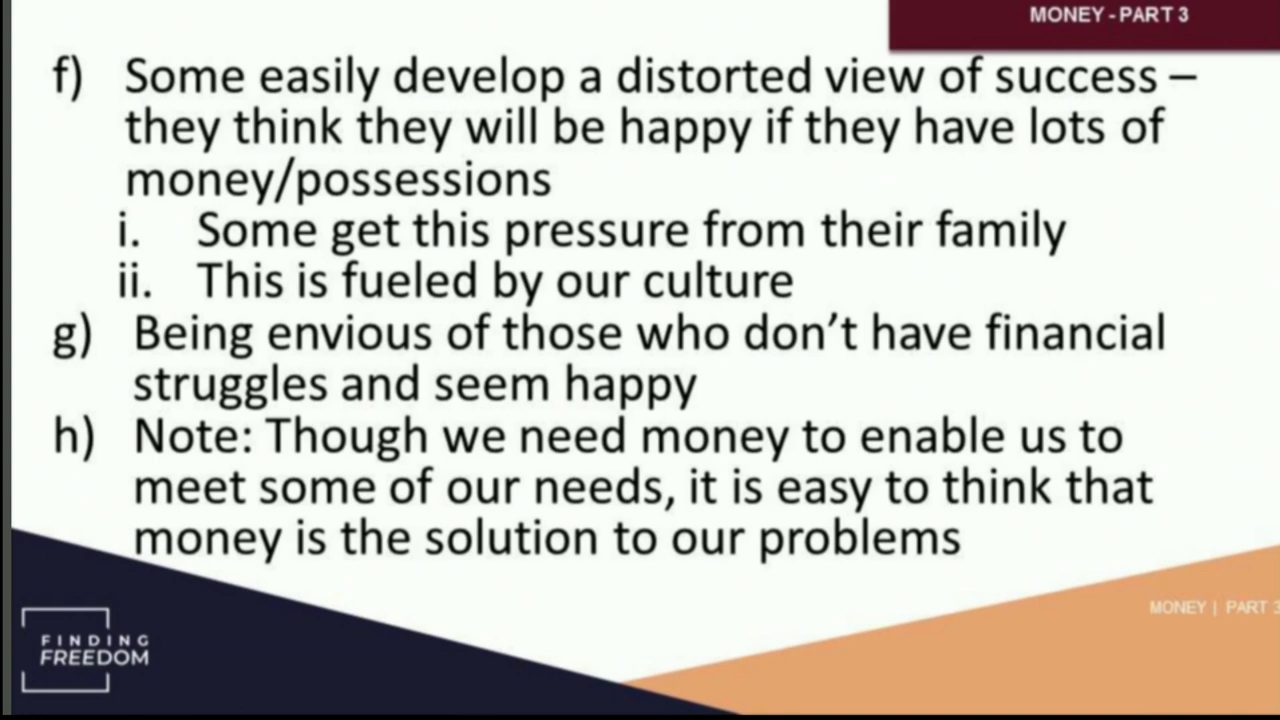 MONEY - PART 3
f) Some easily develop a distorted view of success –
they think they will be happy if they have lots of
money/possessions
i. Some get this pressure from their family
ii. This is fueled by our culture
g) Being envious of those who don’t have financial
struggles and seem happy
h) Note: Though we need money to enable us to
meet some of our needs, it is easy to think that
money is the solution to our problems
MONEY | PART 3
FINDING
FREEDOM